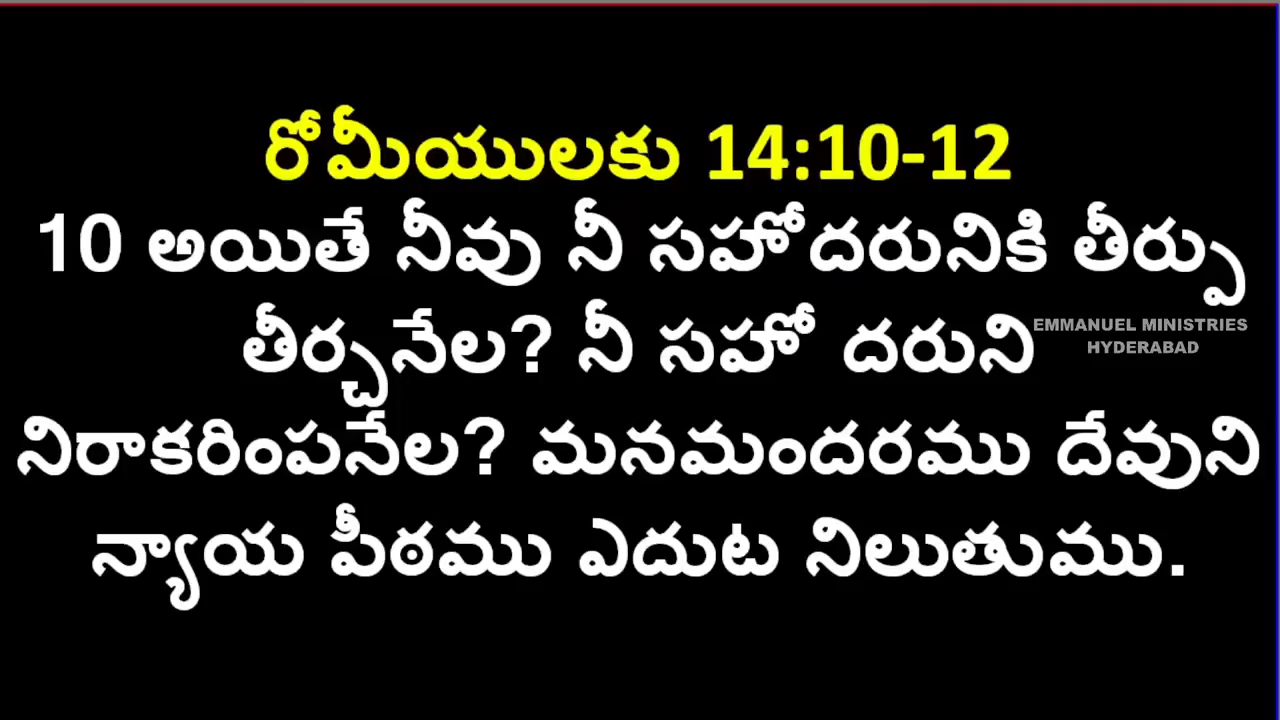 రోమీయులకు 14:10-12
10 అయితే నీవు నీ సహోదరునికి తీర్పు
తీర్చనేల? నీ సహో దరుని
EMMANUEL MINISTRIES
HYDERABAD
నిరాకరింపనేల? మనమందరము దేవుని
న్యాయ పీఠము ఎదుట నిలుతుము.